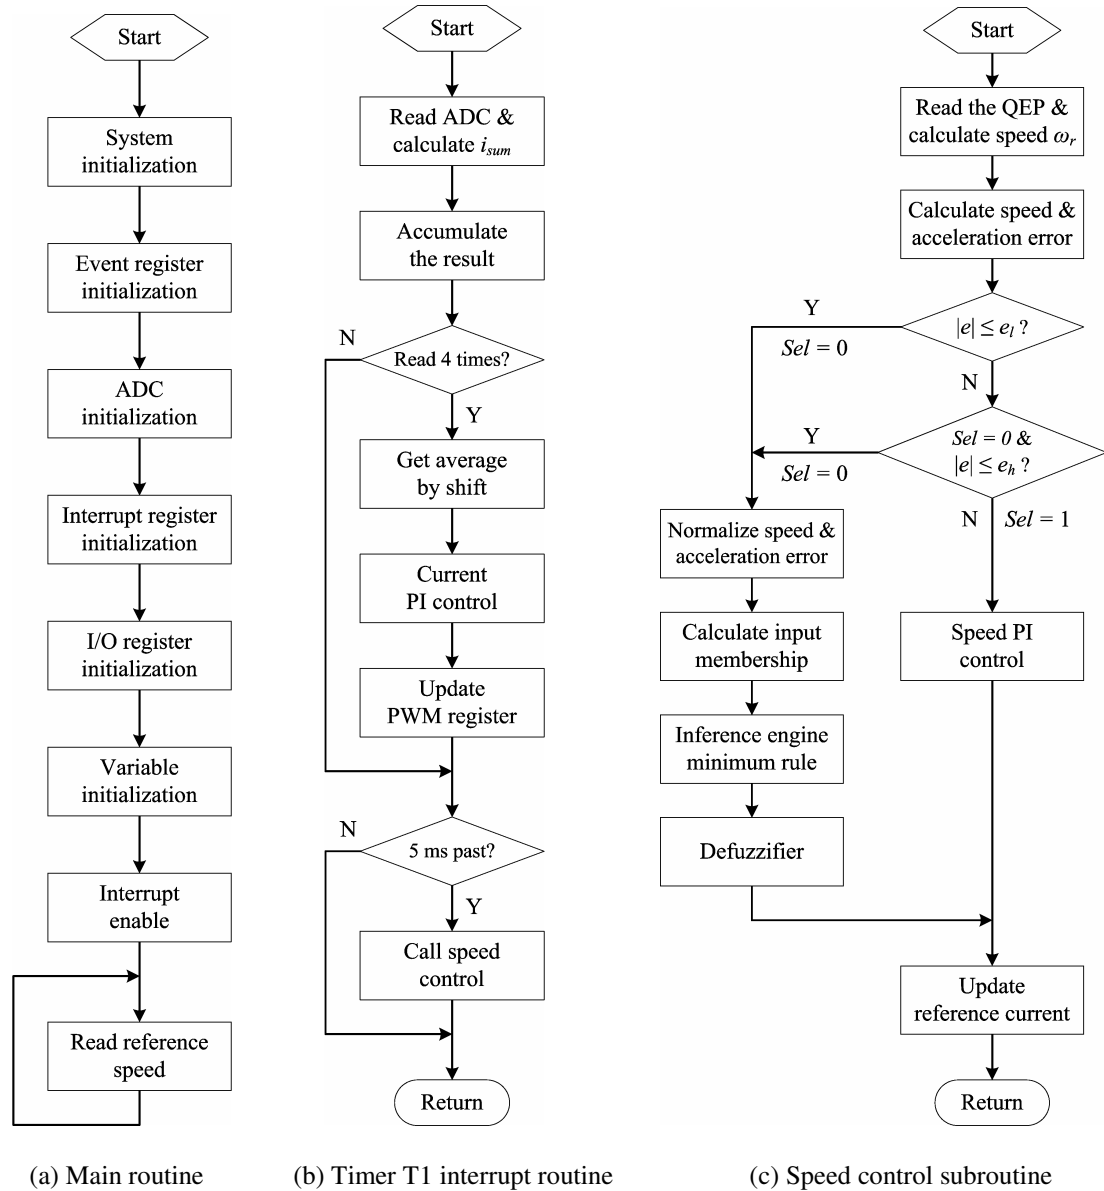 Start
System
initialization
Event register
initialization
ADC
initialization
Interrupt register
initialization
I/O register
initialization
Variable
initialization
Interrupt
enable
Read reference
speed
(a) Main routine
Start
Read ADC &
calculate i_sum
Accumulate
the result
N
Read 4 times?
Y
Get average
by shift
Current
PI control
Update
PWM register
N
5 ms past?
Y
Call speed
control
Return
(b) Timer T1 interrupt routine
Start
Read the QEP &
calculate speed ω_r
Calculate speed &
acceleration error
Y
|e| ≤ e_l ?
Sel = 0
N
Y
Sel = 0 &
|e| ≤ e_h ?
Sel = 0
N Sel = 1
Normalize speed &
acceleration error
Calculate input
membership
Inference engine
minimum rule
Defuzzifier
Speed PI
control
Update
reference current
Return
(c) Speed control subroutine